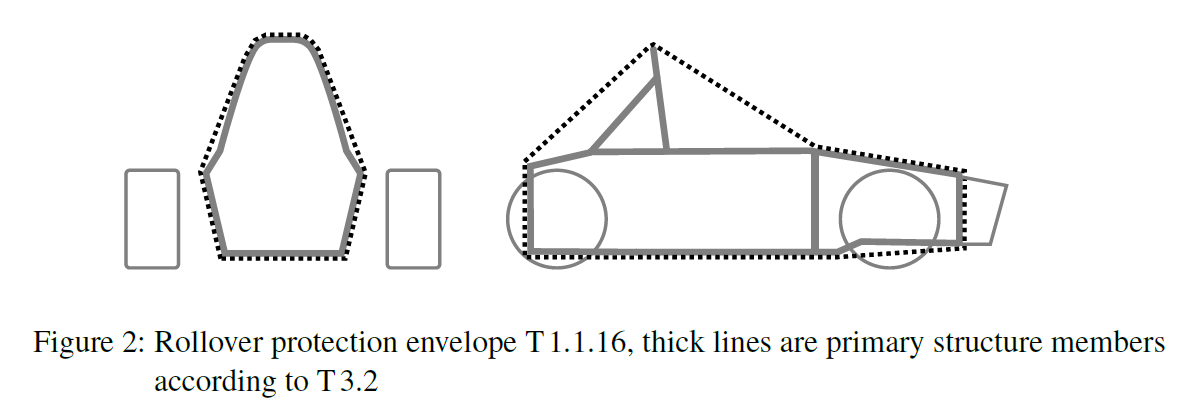 Figure 2: Rollover protection envelope T 1.1.16, thick lines are primary structure members
according to T 3.2